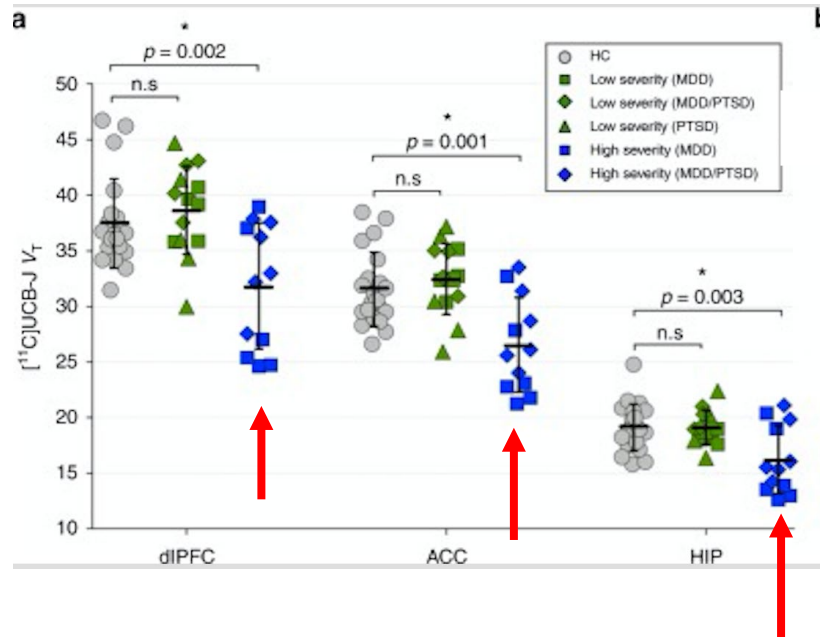 a
b
*
p = 0.002
n.s
*
p = 0.001
n.s
*
p = 0.003
n.s
HC
Low severity (MDD)
Low severity (MDD/PTSD)
Low severity (PTSD)
High severity (MDD)
High severity (MDD/PTSD)
[¹¹C]UCB-J V_T
50
45
40
35
30
25
20
15
10
dlPFC
ACC
HIP